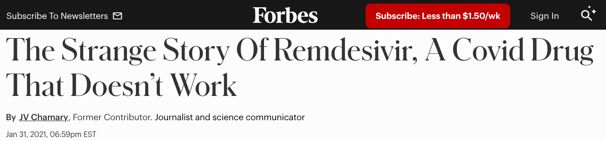 Subscribe To Newsletters
Forbes
Subscribe: Less than $1.50/wk
Sign In
The Strange Story Of Remdesivir, A Covid Drug
That Doesn't Work
By JV Chamary, Former Contributor. Journalist and science communicator
Jan 31, 2021, 06:59pm EST